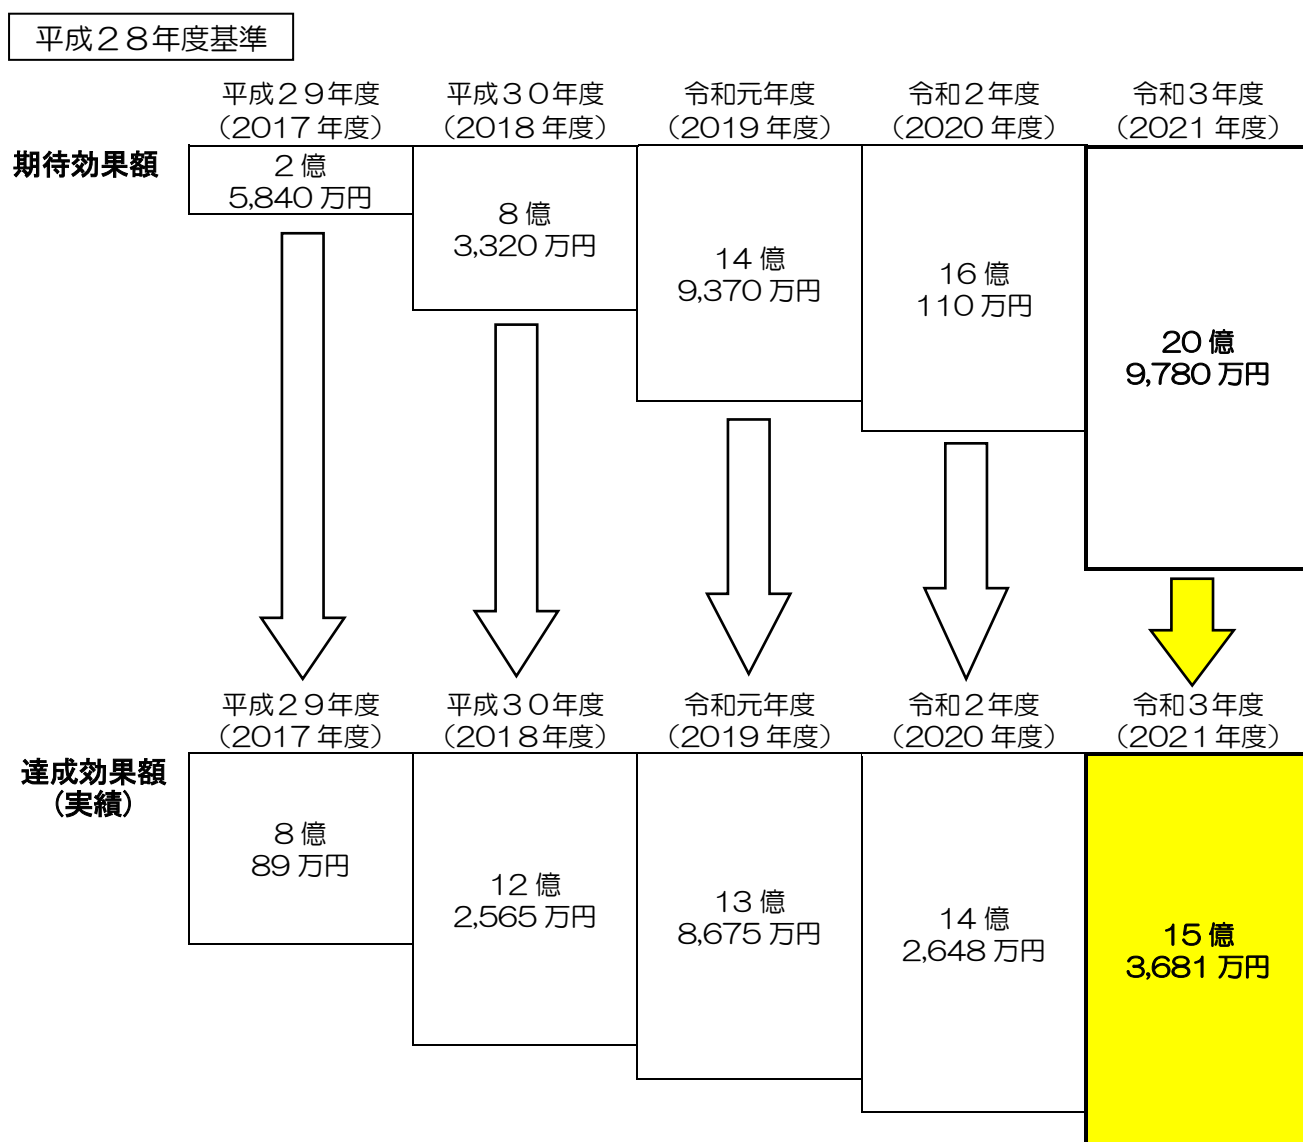 平成２８年度基準
平成２９年度 平成３０年度 令和元年度 令和２年度 令和３年度
（2017 年度） （2018 年度） （2019 年度） （2020 年度） （2021 年度）
期待効果額
２億
5,840 万円
８億
3,320 万円
14 億
9,370 万円
16 億
110 万円
20 億
9,780 万円
平成２９年度 平成３０年度 令和元年度 令和２年度 令和３年度
（2017 年度） （2018年度） （2019 年度） （2020 年度） （2021 年度）
達成効果額
（実績）
８億
89 万円
12 億
2,565 万円
13 億
8,675 万円
14 億
2,648 万円
15 億
3,681 万円